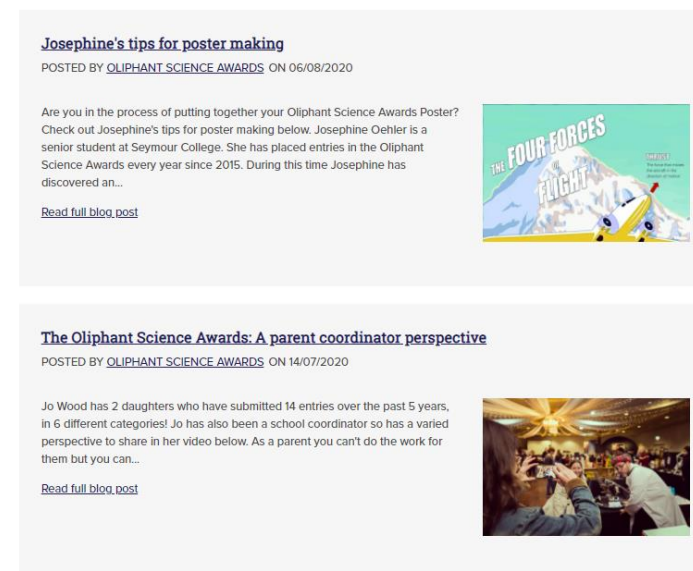 Josephine's tips for poster making
POSTED BY OLIPHANT SCIENCE AWARDS ON 06/08/2020
Are you in the process of putting together your Oliphant Science Awards Poster?
Check out Josephine's tips for poster making below. Josephine Oehler is a
senior student at Seymour College. She has placed entries in the Oliphant
Science Awards every year since 2015. During this time Josephine has
discovered an...
Read full blog post
THE FOUR FORCES
OF
FLIGHT
THRUST
The Oliphant Science Awards: A parent coordinator perspective
POSTED BY OLIPHANT SCIENCE AWARDS ON 14/07/2020
Jo Wood has 2 daughters who have submitted 14 entries over the past 5 years,
in 6 different categories! Jo has also been a school coordinator so has a varied
perspective to share in her video below. As a parent you can't do the work for
them but you can...
Read full blog post